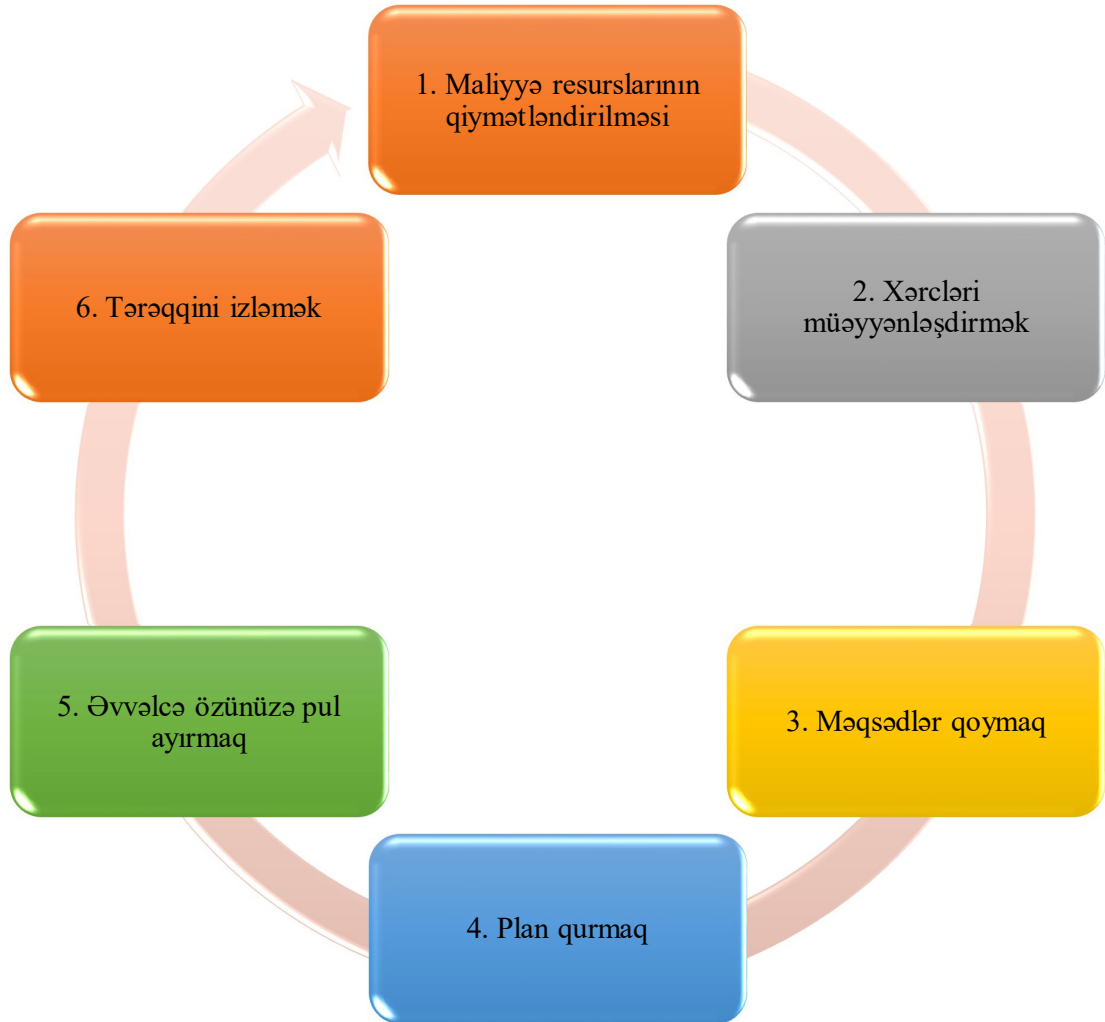 1. Maliyyə resurslarının
qiymətləndirilməsi
2. Xərcləri
müəyyənləşdirmək
3. Məqsədlər qoymaq
4. Plan qurmaq
5. Əvvəlcə özünüzə pul
ayırmaq
6. Tərəqqini izləmək